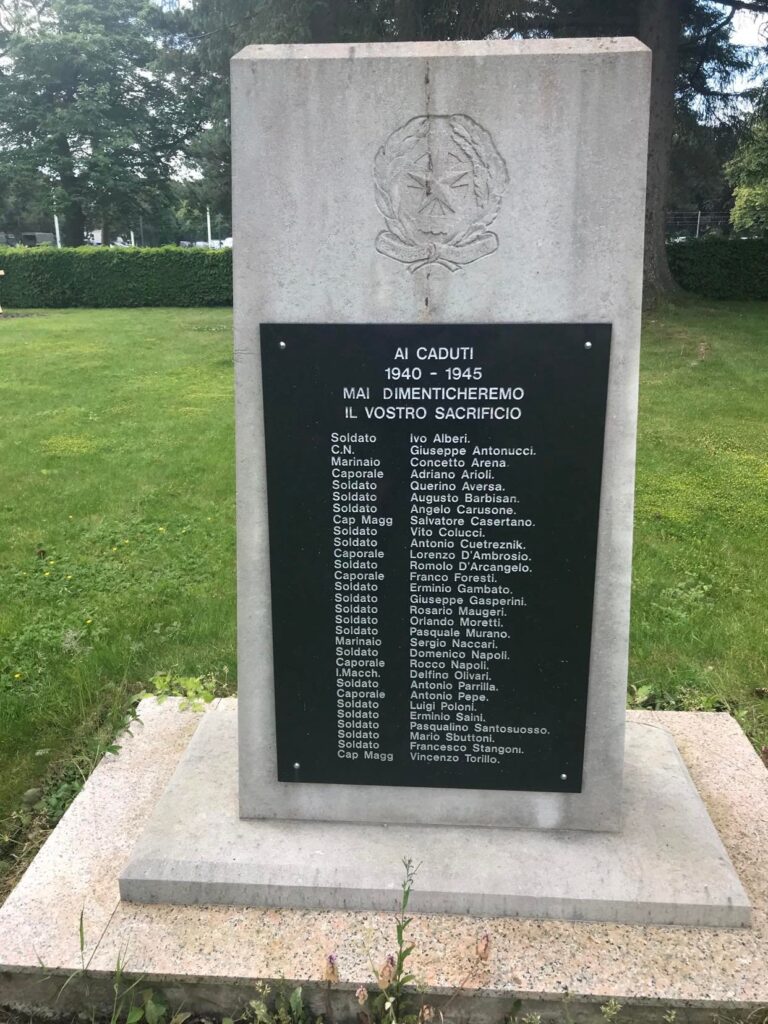 AI CADUTI
1940 - 1945
MAI DIMENTICHEREMO
IL VOSTRO SACRIFICIO
Soldato Ivo Alberi.
C.N. Giuseppe Antonucci.
Marinaio Concetto Arena.
Caporale Adriano Arioli.
Soldato Querino Aversa.
Soldato Augusto Barbisan.
Soldato Angelo Carusone.
Cap Magg Salvatore Casertano.
Soldato Vito Colucci.
Soldato Antonio Cuetreznik.
Caporale Lorenzo D'Ambrosio.
Soldato Romolo D'Arcangelo.
Caporale Franco Foresti.
Soldato Erminio Gambato.
Soldato Giuseppe Gasperini.
Soldato Rosario Maugeri.
Soldato Orlando Moretti.
Soldato Pasquale Murano.
Marinaio Sergio Naccari.
Soldato Domenico Napoli.
Caporale Rocco Napoli.
I.Macch. Delfino Olivari.
Soldato Antonio Parrilla.
Caporale Antonio Pepe.
Soldato Luigi Poloni.
Soldato Erminio Saini.
Soldato Pasqualino Santosuosso.
Soldato Mario Sbuttoni.
Soldato Francesco Stangoni.
Cap Magg Vincenzo Torillo.